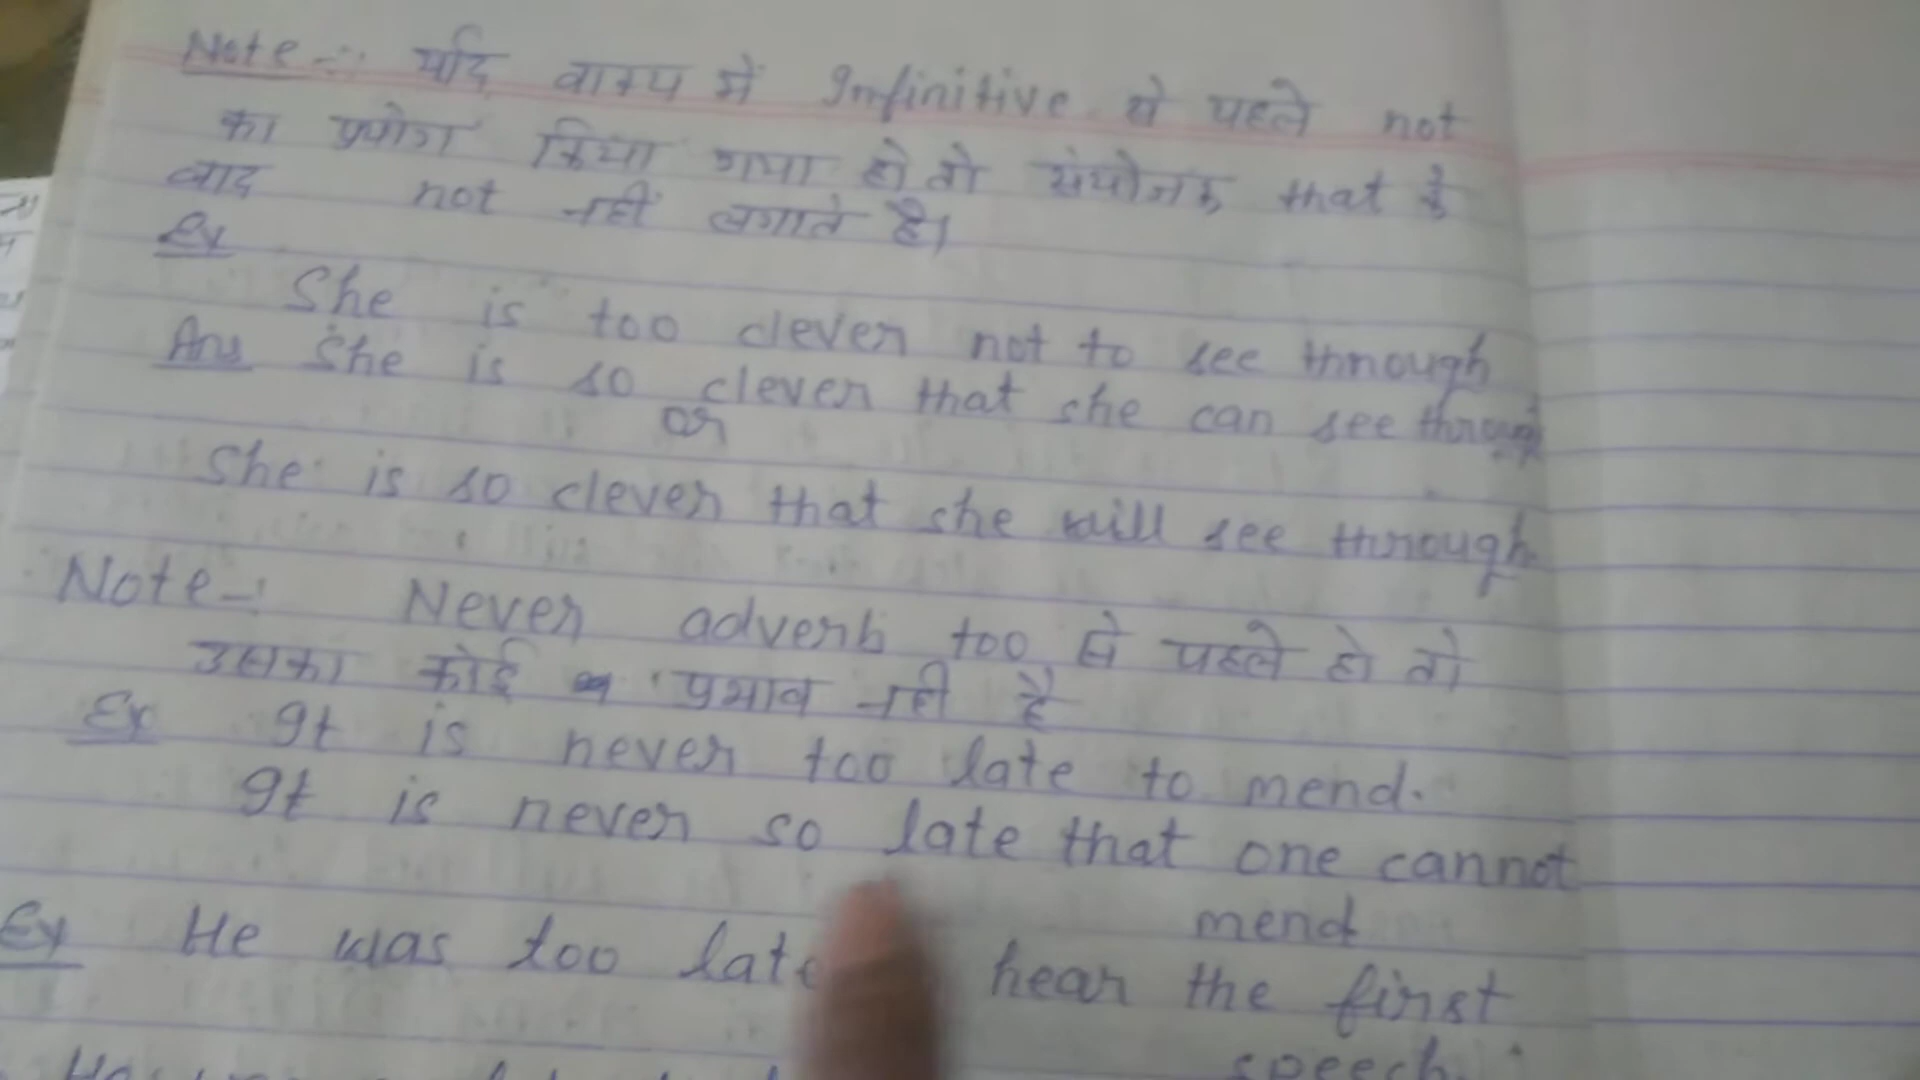 Note -: यदि वाक्य में Infinitive से पहले not
का प्रयोग किया गया हो तो संयोजक that के
बाद not नहीं लगाते है।
Ex
She is too clever not to see through
Ans She is so clever that she can see through
or
She is so clever that she will see through
Note -: Never adverb too से पहले हो तो
उसका कोई प्रभाव नही है
Ex It is never too late to mend.
It is never so late that one cannot
mend
Ex He was too late hear the first
speech.